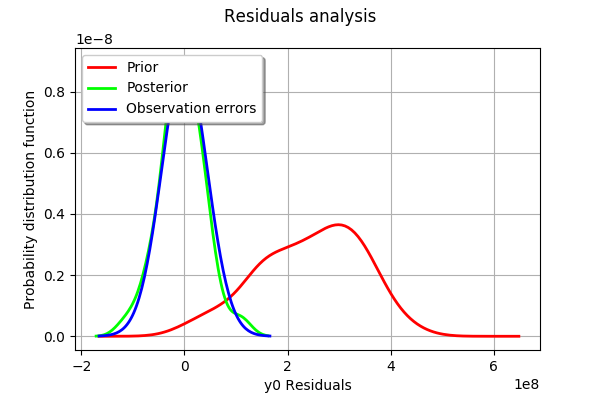 Residuals analysis
1e−8
Prior
Posterior
Observation errors
Probability distribution function
0.8
0.6
0.4
0.2
0.0
−2
0
2
4
6
1e8
y0 Residuals